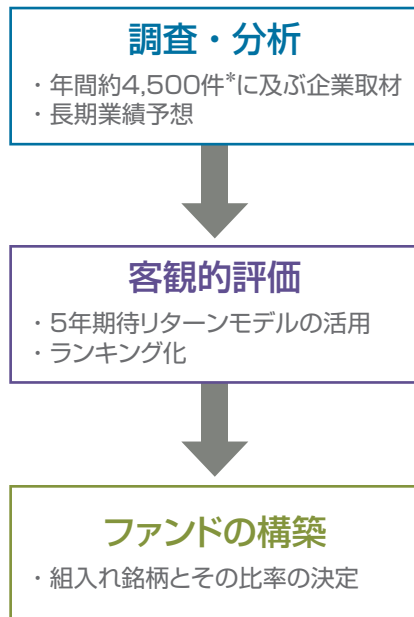 調査・分析
・年間約4,500件*に及ぶ企業取材
・長期業績予想
客観的評価
・5年期待リターンモデルの活用
・ランキング化
ファンドの構築
・組入れ銘柄とその比率の決定